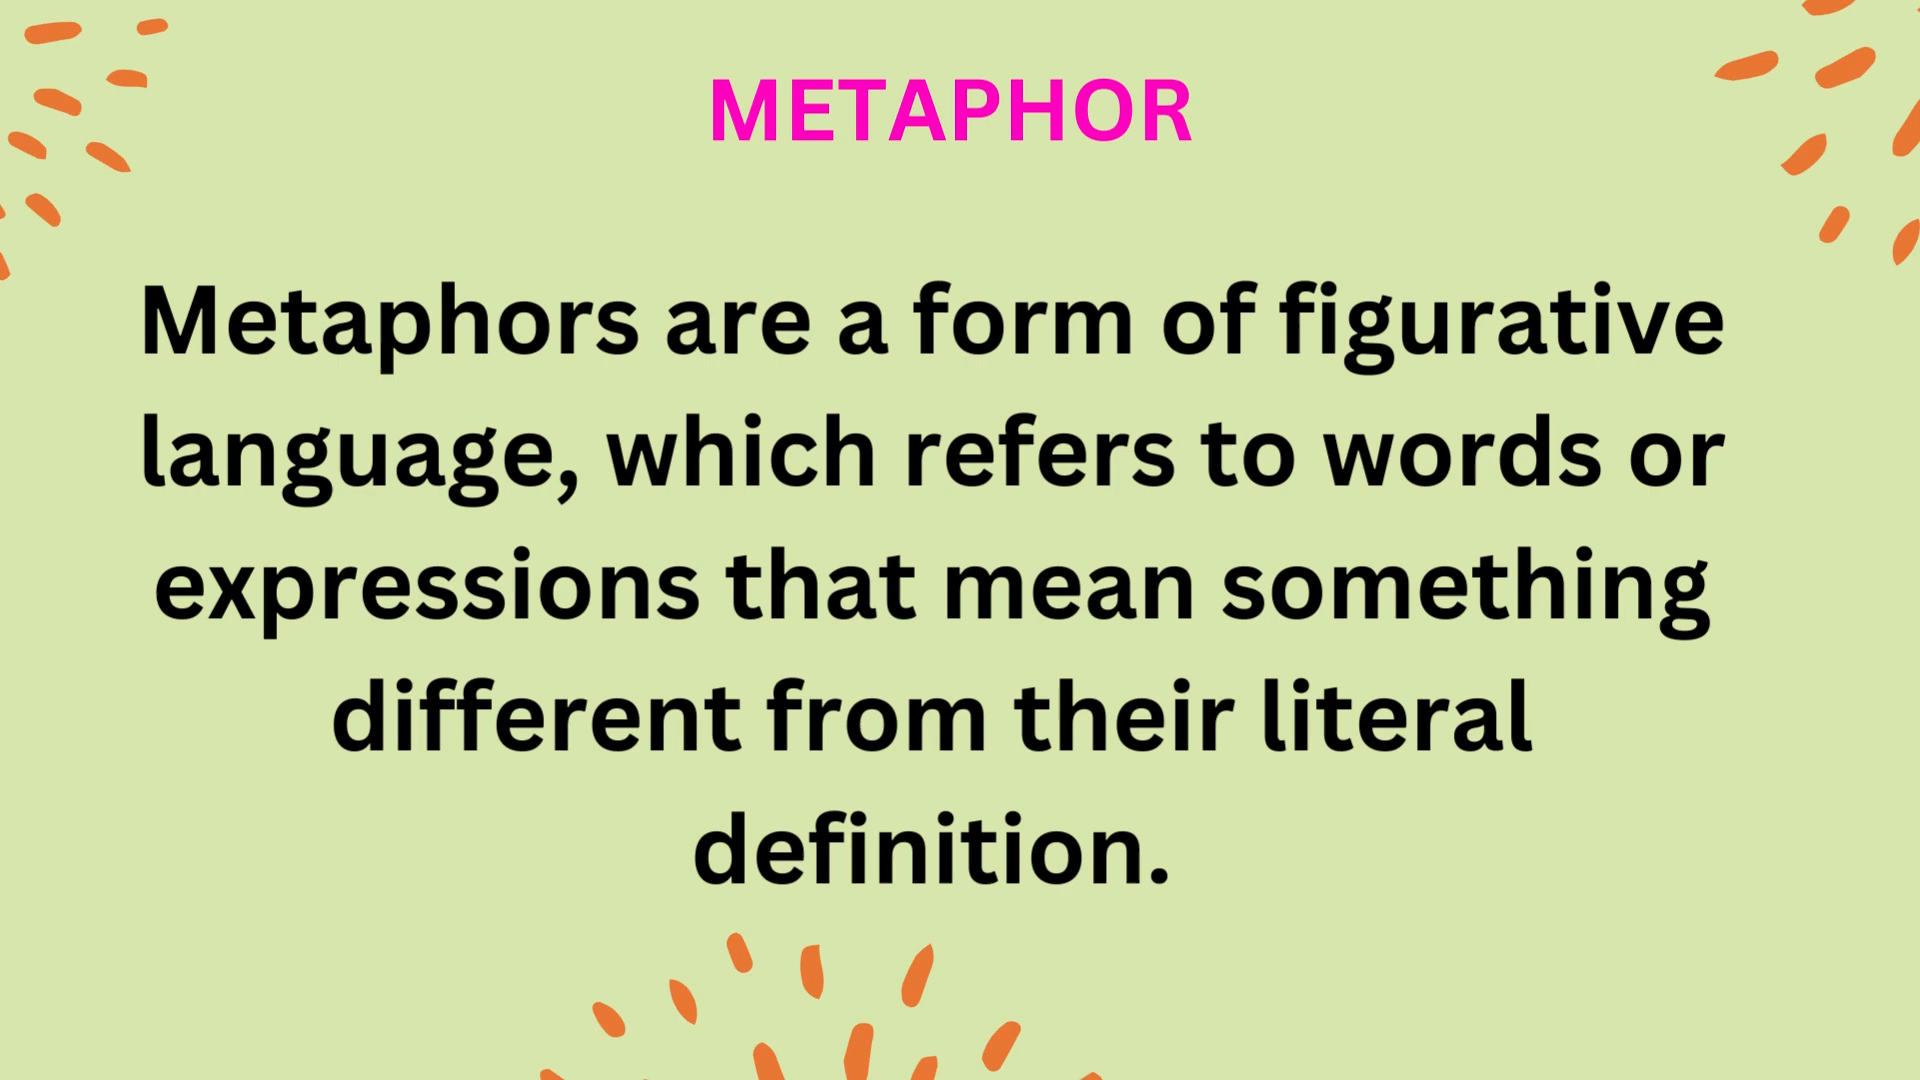 METAPHOR
Metaphors are a form of figurative
language, which refers to words or
expressions that mean something
different from their literal
definition.